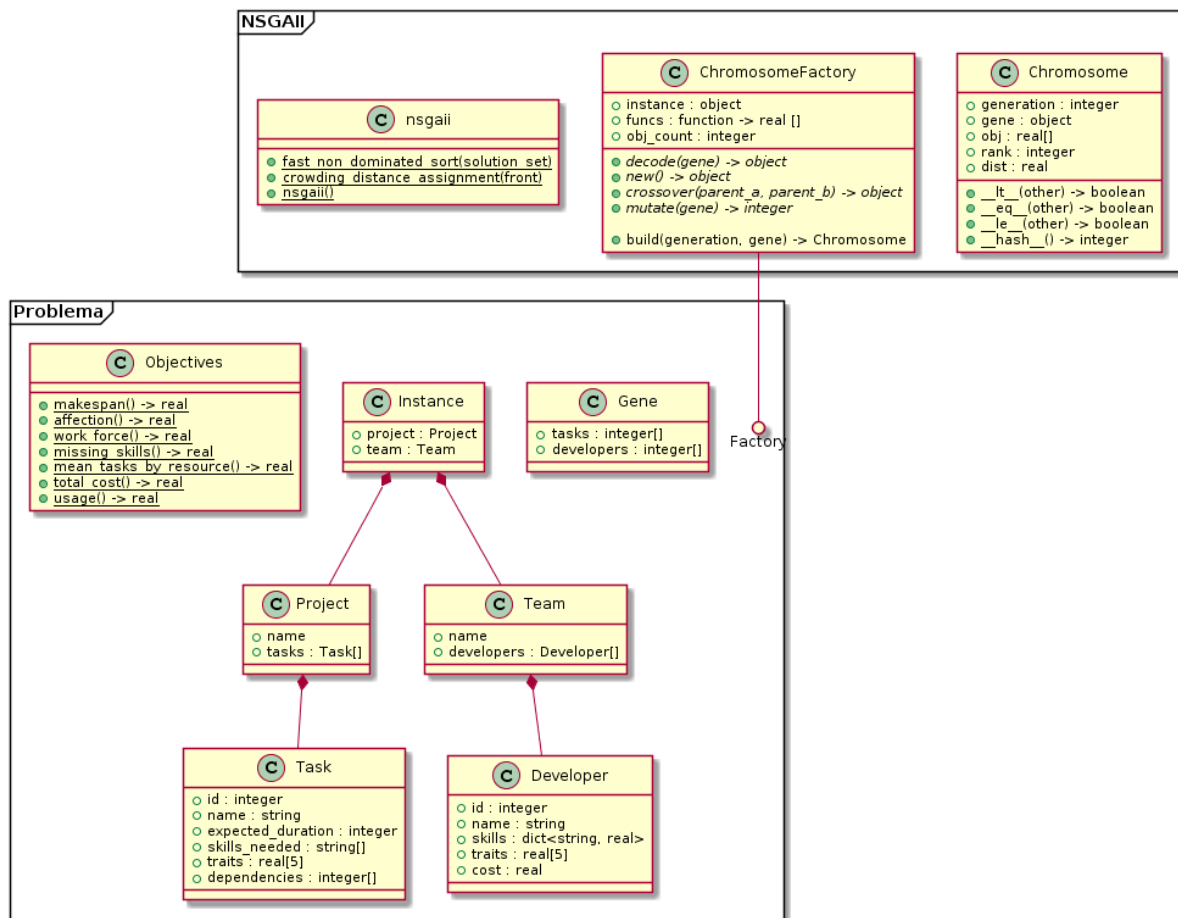 NSGAII
C nsgaii
fast_non_dominated_sort(solution_set)
crowding_distance_assignment(front)
nsgaii()
C ChromosomeFactory
instance : object
funcs : function -> real []
obj_count : integer
decode(gene) -> object
new() -> object
crossover(parent_a, parent_b) -> object
mutate(gene) -> integer
build(generation, gene) -> Chromosome
C Chromosome
generation : integer
gene : object
obj : real[]
rank : integer
dist : real
__lt__(other) -> boolean
__eq__(other) -> boolean
__le__(other) -> boolean
__hash__() -> integer
Problema
C Objectives
makespan() -> real
affection() -> real
work_force() -> real
missing_skills() -> real
mean_tasks_by_resource() -> real
total_cost() -> real
usage() -> real
C Instance
project : Project
team : Team
C Gene
tasks : integer[]
developers : integer[]
Factory
C Project
name
tasks : Task[]
C Team
name
developers : Developer[]
C Task
id : integer
name : string
expected_duration : integer
skills_needed : string[]
traits : real[5]
dependencies : integer[]
C Developer
id : integer
name : string
skills : dict<string, real>
traits : real[5]
cost : real